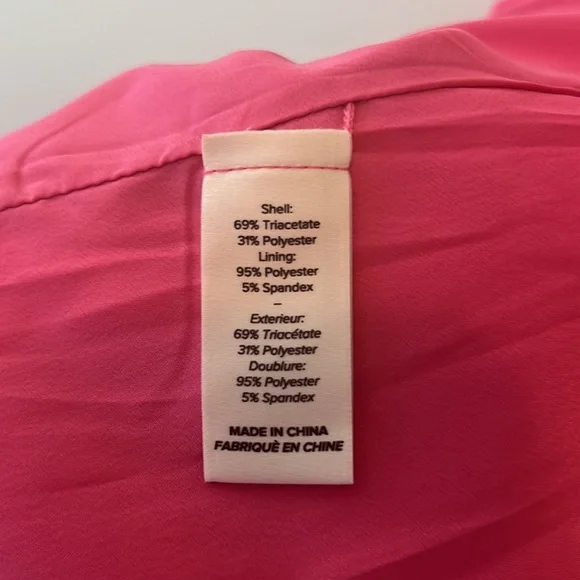 Shell:
69% Triacetate
31% Polyester
Lining:
95% Polyester
5% Spandex
–
Exterieur:
69% Triacétate
31% Polyester
Doublure:
95% Polyester
5% Spandex
MADE IN CHINA
FABRIQUÈ EN CHINE